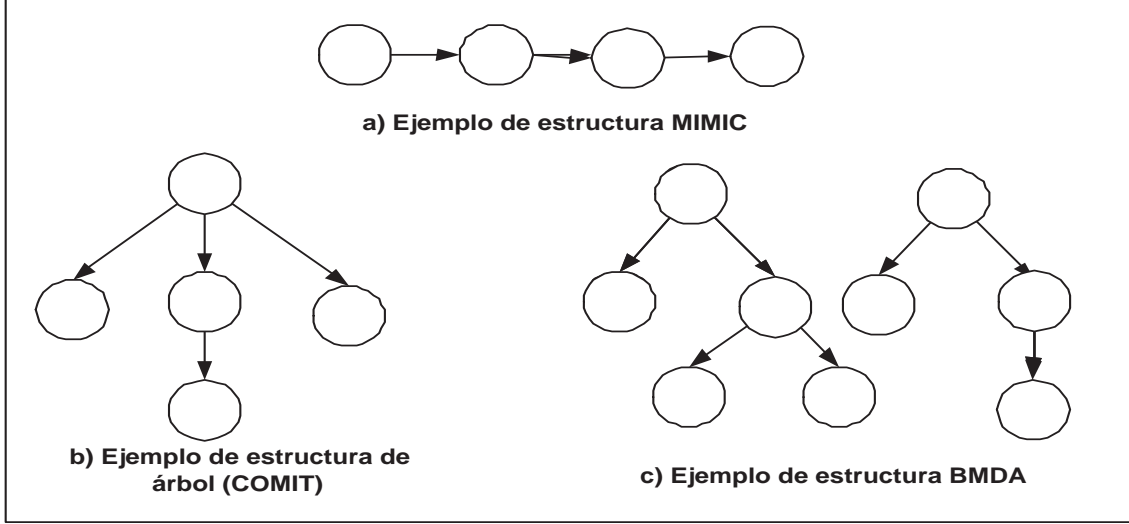 a) Ejemplo de estructura MIMIC
b) Ejemplo de estructura de
árbol (COMIT)
c) Ejemplo de estructura BMDA